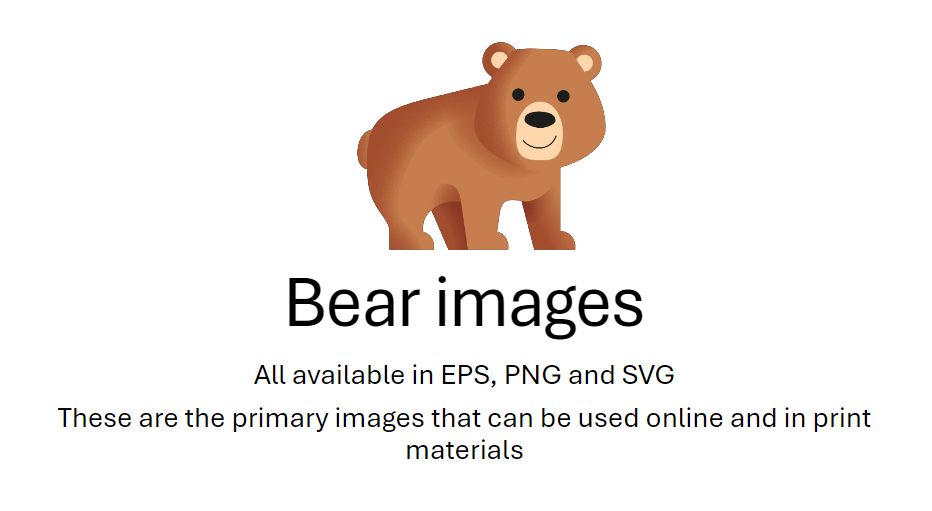 Bear images
All available in EPS, PNG and SVG
These are the primary images that can be used online and in print
materials